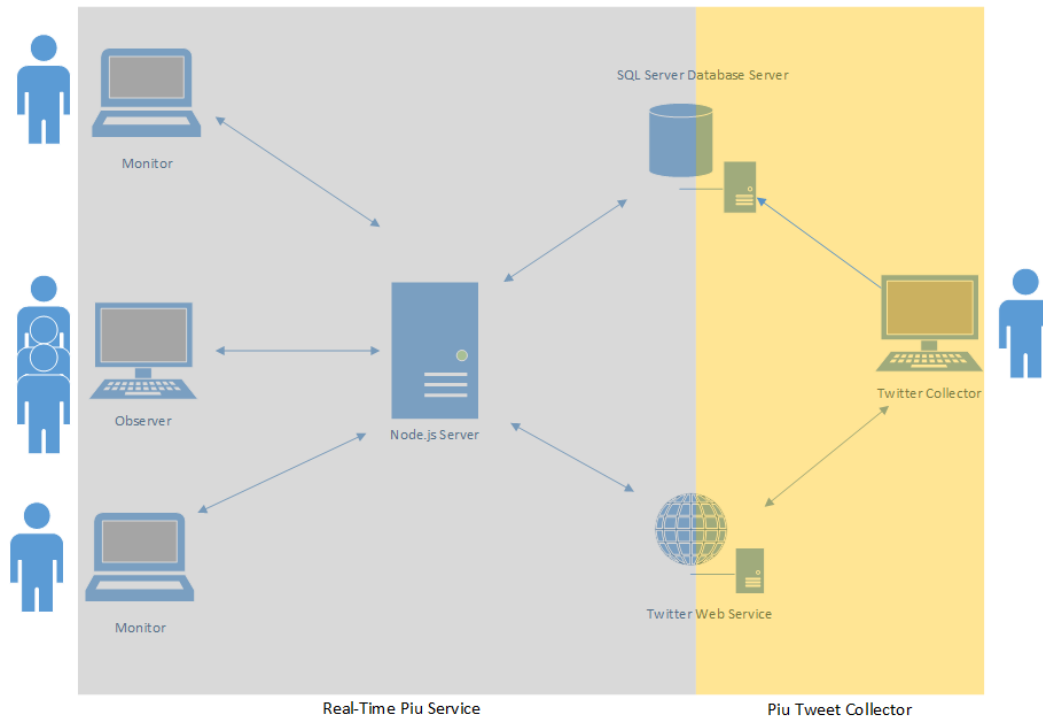 SQL Server Database Server
Monitor
Observer
Twitter Collector
Node.js Server
Twitter Web Service
Monitor
Real-Time Piu Service
Piu Tweet Collector